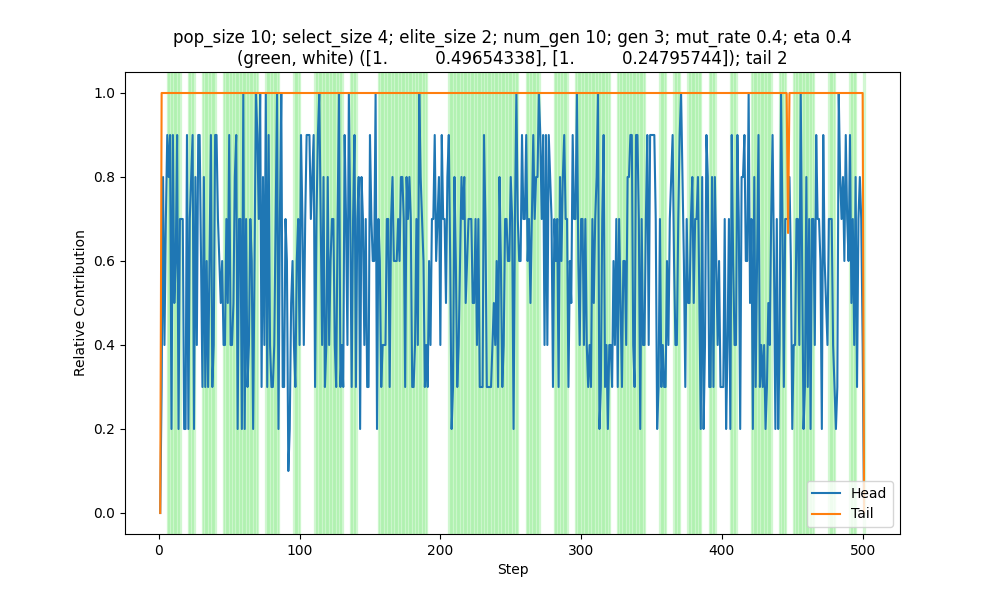 pop_size 10; select_size 4; elite_size 2; num_gen 10; gen 3; mut_rate 0.4; eta 0.4
(green, white) ([1.         0.49654338], [1.         0.24795744]); tail 2
1.0
0.8
0.6
0.4
0.2
0.0
Relative Contribution
0
100
200
300
400
500
Step
Head
Tail